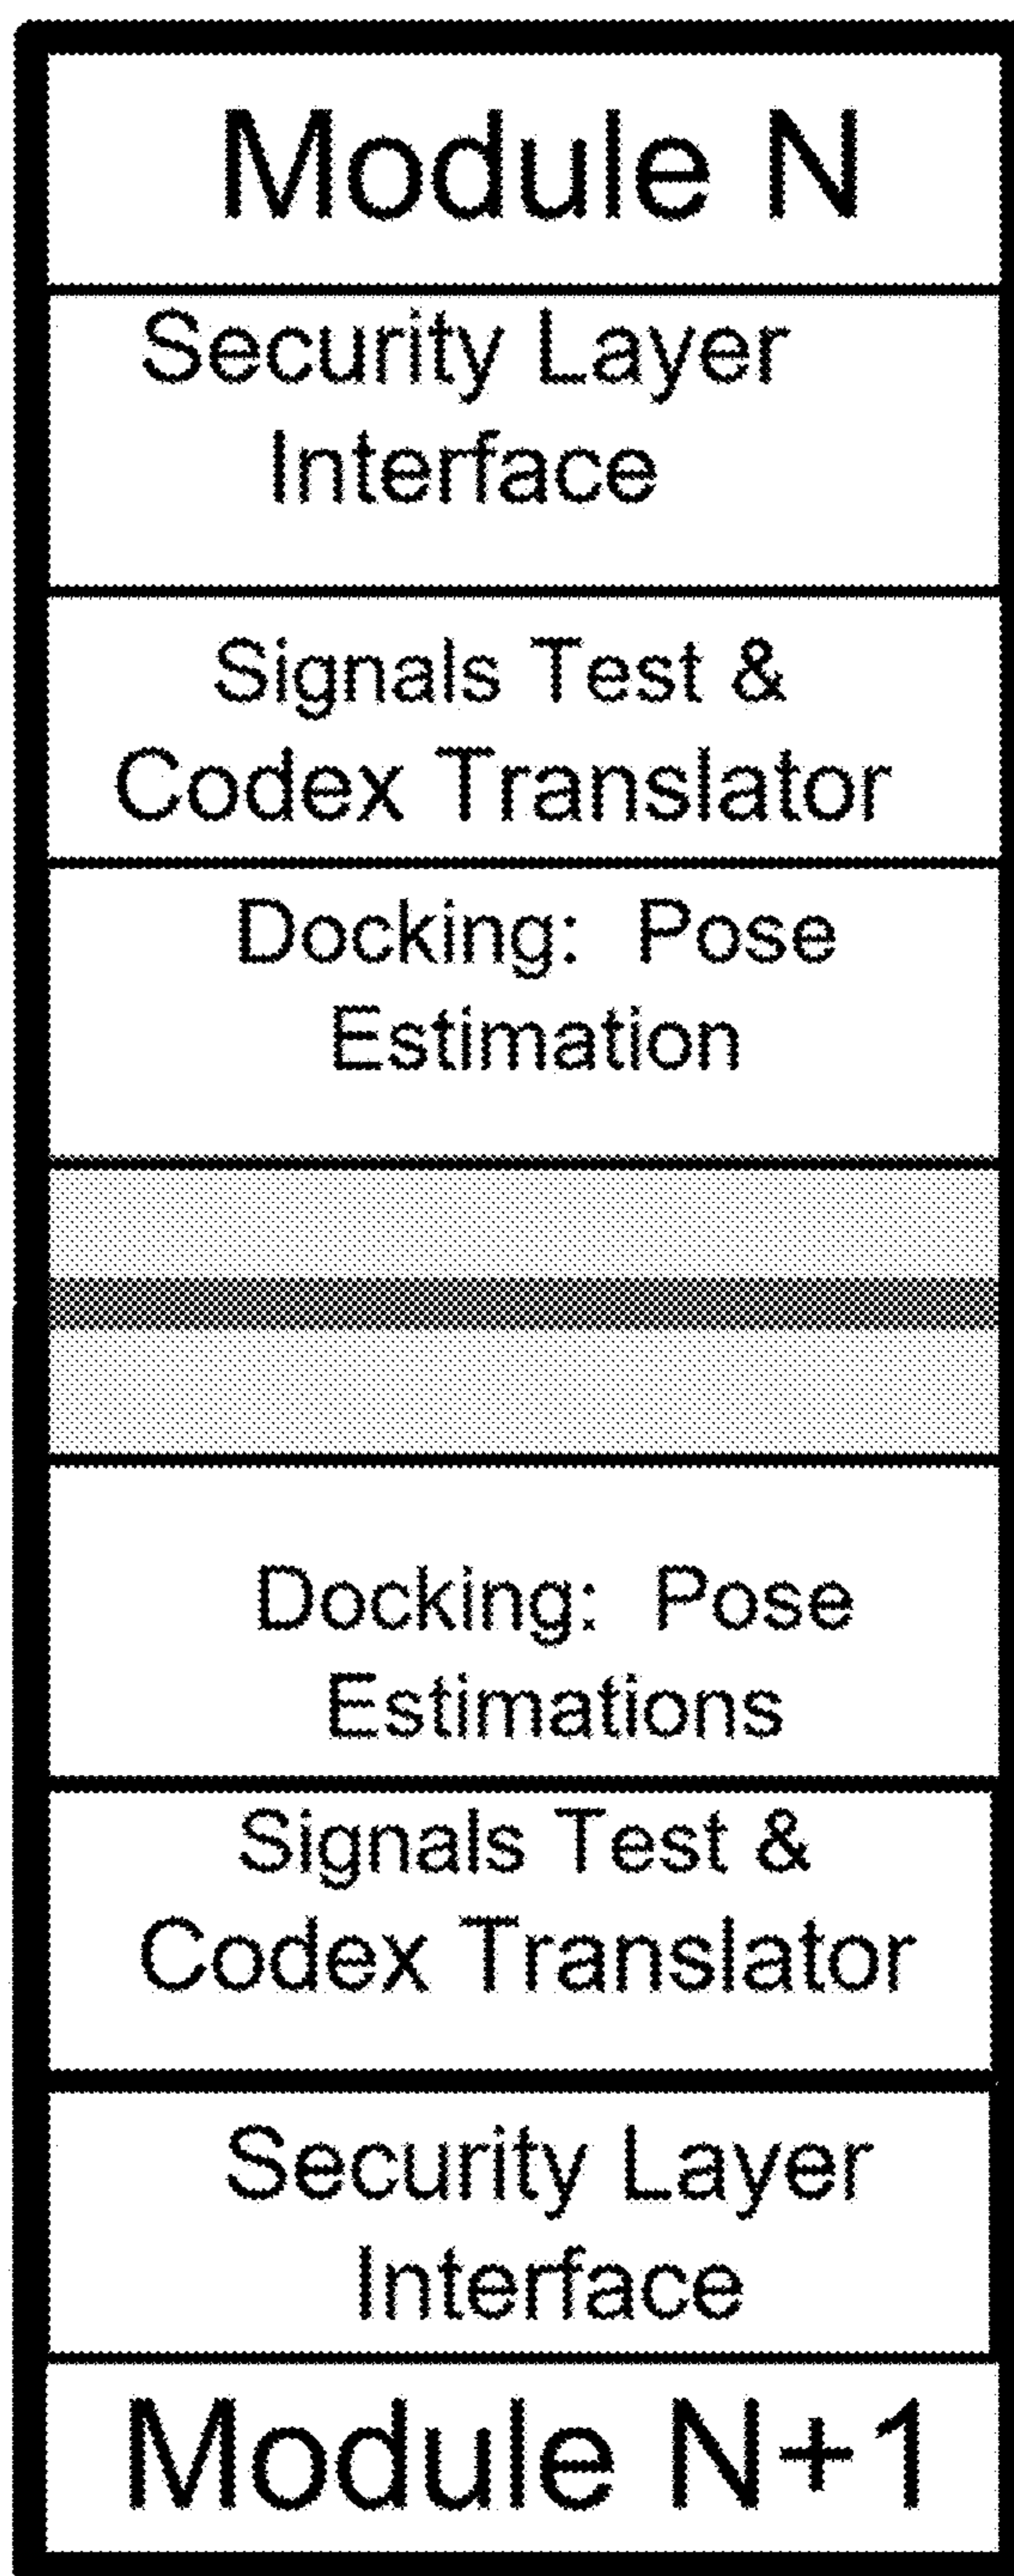 Module N
Security Layer
Interface
Signals Test &
Codex Translator
Docking: Pose
Estimation
Docking: Pose
Estimations
Signals Test &
Codex Translator
Security Layer
Interface
Module N+1